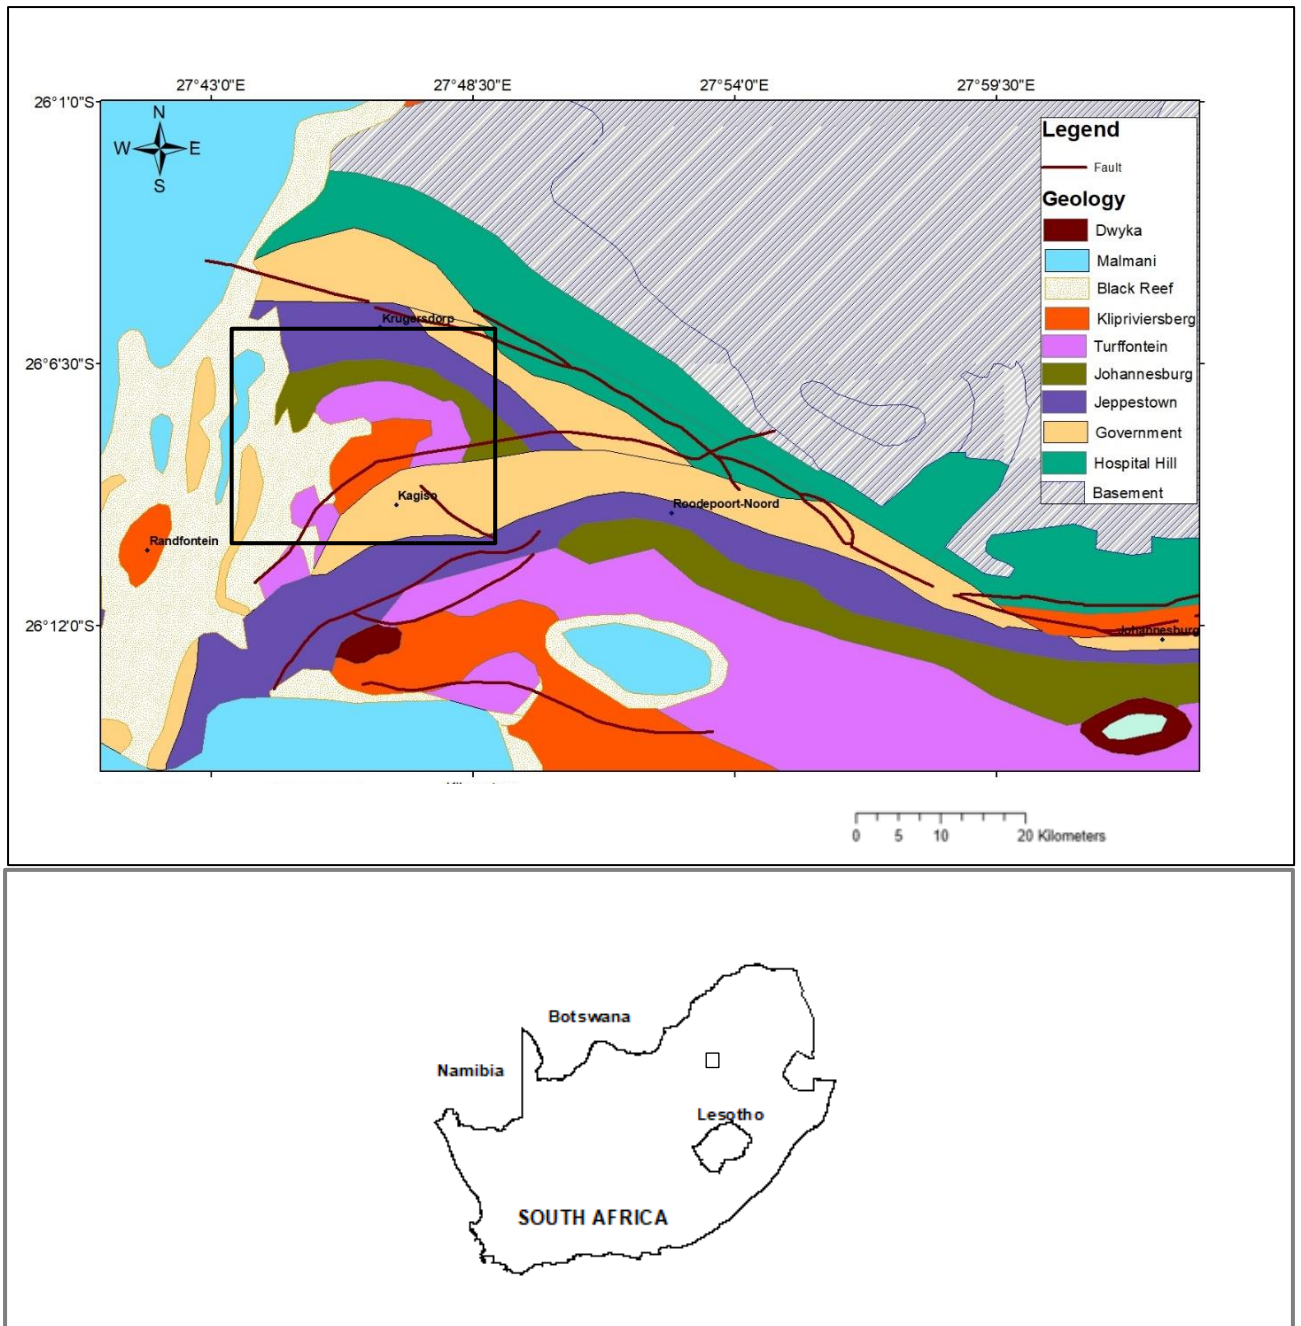 27°43'0"E 27°48'30"E 27°54'0"E 27°59'30"E
26°1'0"S
N
W E
S
Legend
Fault
Geology
Dwyka
Malmani
Black Reef
Klipriviersberg
Turffontein
Johannesburg
Jeppestown
Government
Hospital Hill
Basement
Krugersdorp
26°6'30"S
Kagiso
Roodepoort-Noord
Randfontein
26°12'0"S
Johannesburg
0 5 10 20 Kilometers
Botswana
Namibia
Lesotho
SOUTH AFRICA